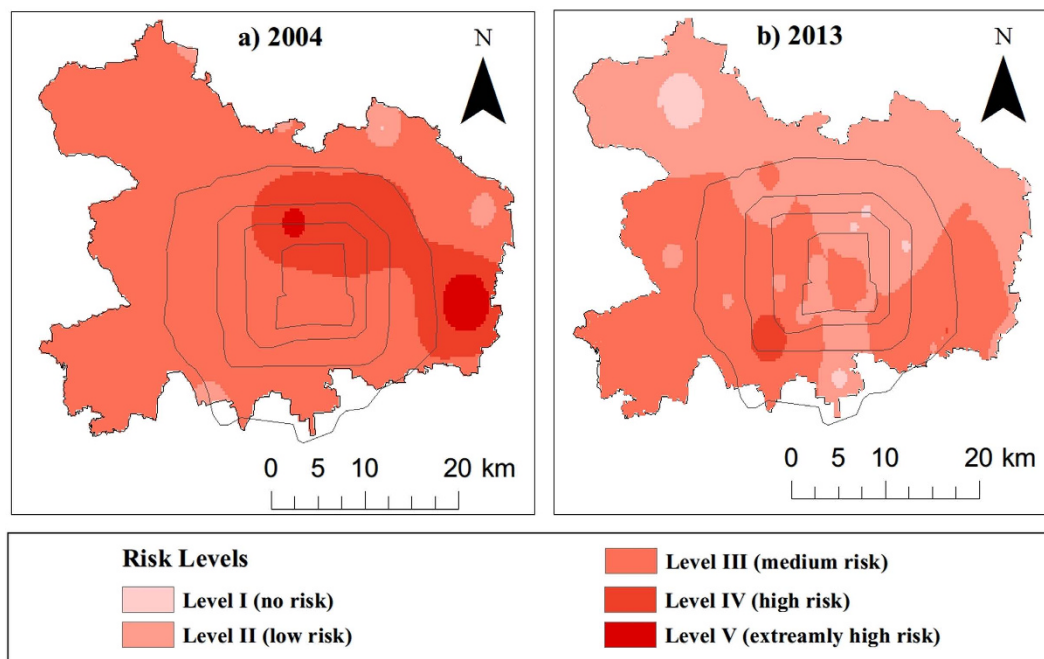 a) 2004
N
0 5 10 20 km
b) 2013
N
0 5 10 20 km
Risk Levels
Level I (no risk)
Level II (low risk)
Level III (medium risk)
Level IV (high risk)
Level V (extreamly high risk)